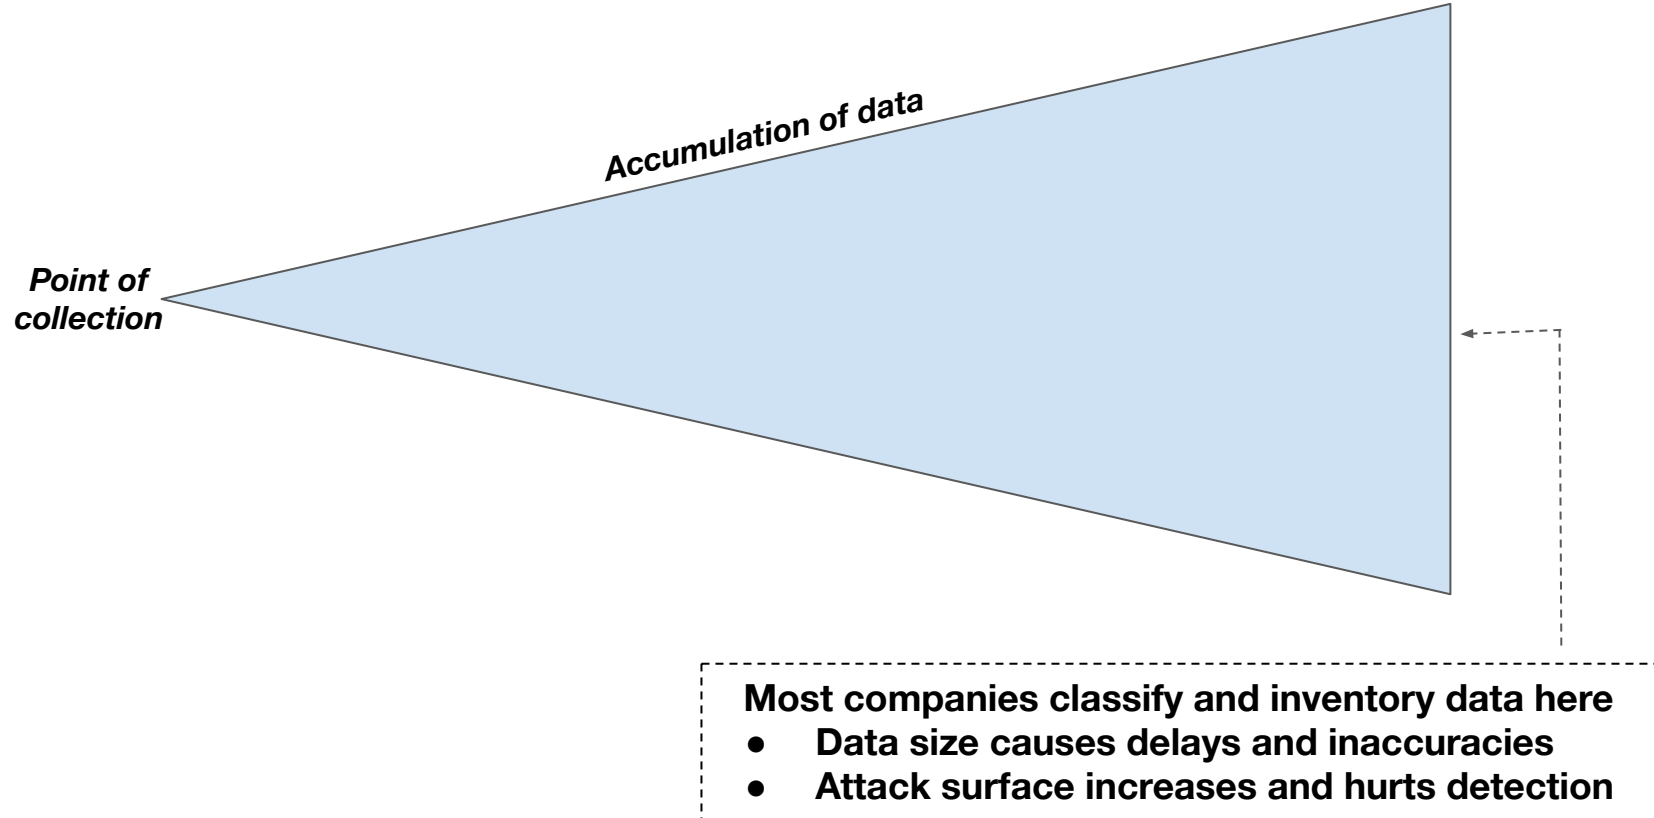 Accumulation of data
Point of
collection
Most companies classify and inventory data here
● Data size causes delays and inaccuracies
● Attack surface increases and hurts detection